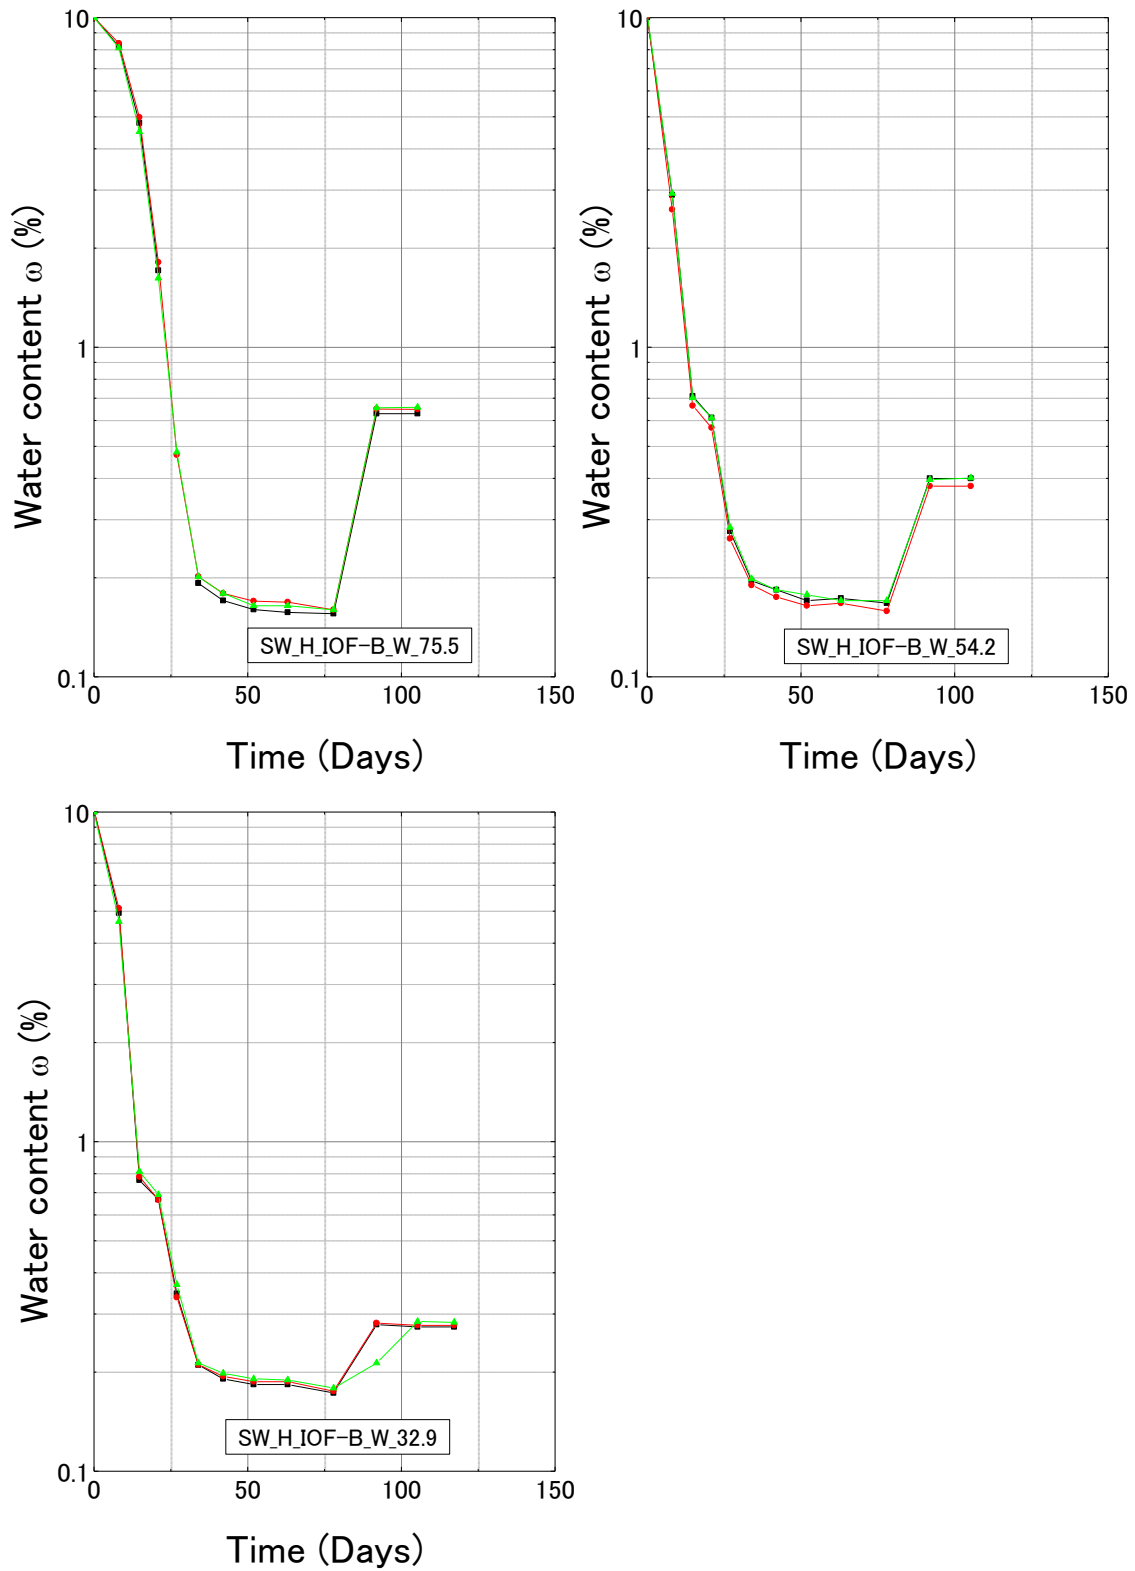 10
1
0.1
0
50
100
150
Water content ω (%)
Time (Days)
SW_H_IOF-B_W_75.5
10
1
0.1
0
50
100
150
Water content ω (%)
Time (Days)
SW_H_IOF-B_W_54.2
10
1
0.1
0
50
100
150
Water content ω (%)
Time (Days)
SW_H_IOF-B_W_32.9